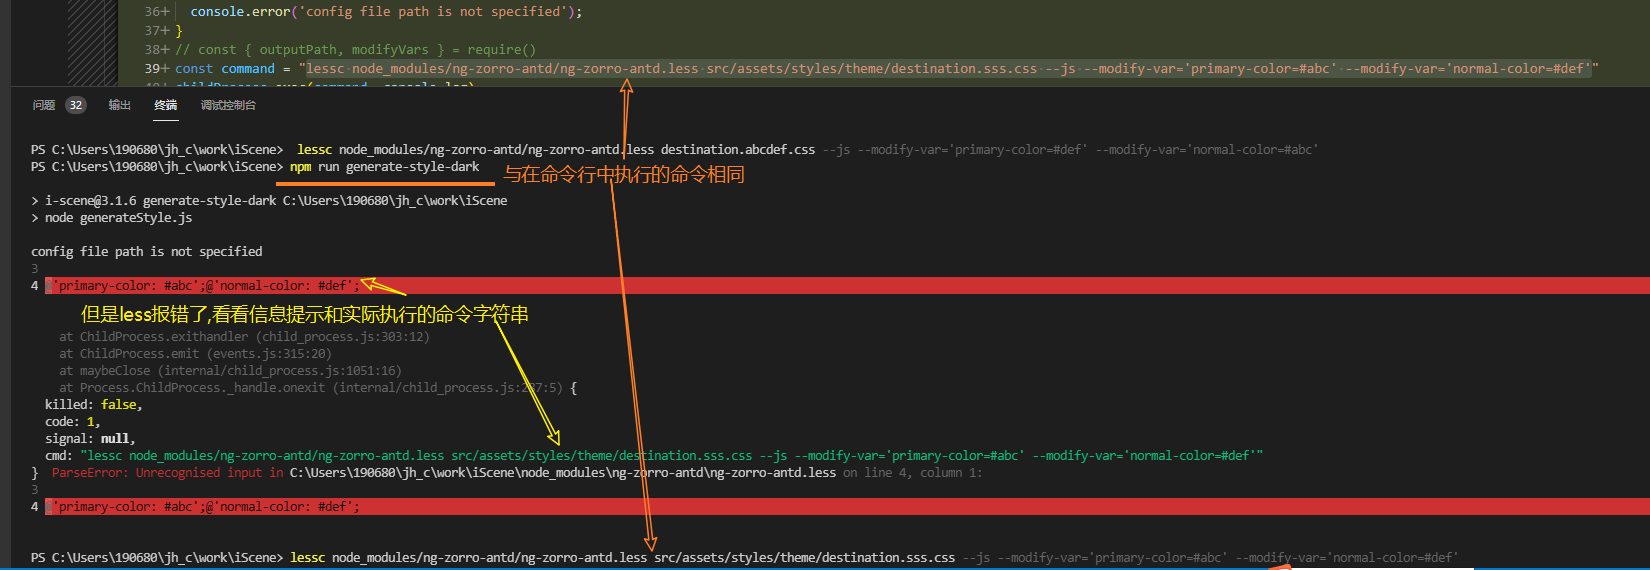 36+ console.error('config file path is not specified');
37+ }
38+ // const { outputPath, modifyVars } = require()
39+ const command = "lessc node_modules/ng-zorro-antd/ng-zorro-antd.less src/assets/styles/theme/destination.sss.css --js --modify-var='primary-color=#abc' --modify-var='normal-color=#def'"
问题 32 输出 终端 调试控制台
PS C:\Users\190680\jh_c\work\iScene> lessc node_modules/ng-zorro-antd/ng-zorro-antd.less destination.abcdef.css --js --modify-var='primary-color=#def' --modify-var='normal-color=#abc'
PS C:\Users\190680\jh_c\work\iScene> npm run generate-style-dark
与在命令行中执行的命令相同
> i-scene@3.1.6 generate-style-dark C:\Users\190680\jh_c\work\iScene
> node generateStyle.js
config file path is not specified
3
4 @'primary-color: #abc';@'normal-color: #def';
但是less报错了,看看信息提示和实际执行的命令字符串
at ChildProcess.exithandler (child_process.js:303:12)
at ChildProcess.emit (events.js:315:20)
at maybeClose (internal/child_process.js:1051:16)
at Process.ChildProcess._handle.onexit (internal/child_process.js:287:5) {
killed: false,
code: 1,
signal: null,
cmd: "lessc node_modules/ng-zorro-antd/ng-zorro-antd.less src/assets/styles/theme/destination.sss.css --js --modify-var='primary-color=#abc' --modify-var='normal-color=#def'"
} ParseError: Unrecognised input in C:\Users\190680\jh_c\work\iScene\node_modules\ng-zorro-antd\ng-zorro-antd.less on line 4, column 1:
3
4 @'primary-color: #abc';@'normal-color: #def';
PS C:\Users\190680\jh_c\work\iScene> lessc node_modules/ng-zorro-antd/ng-zorro-antd.less src/assets/styles/theme/destination.sss.css --js --modify-var='primary-color=#abc' --modify-var='normal-color=#def'